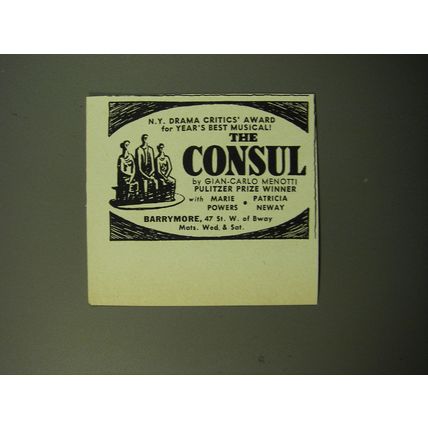 N.Y. DRAMA CRITICS' AWARD
for YEAR'S BEST MUSICAL!
THE
CONSUL
by GIAN-CARLO MENOTTI
PULITZER PRIZE WINNER
with MARIE POWERS • PATRICIA NEWAY
BARRYMORE, 47 St. W. of Bway
Mats. Wed. & Sat.